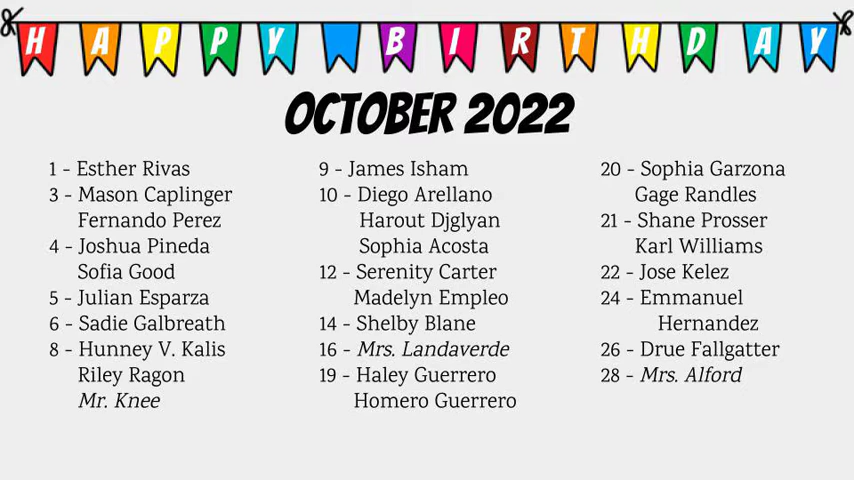 HAPPY BIRTHDAY
OCTOBER 2022
1 - Esther Rivas
3 - Mason Caplinger
Fernando Perez
4 - Joshua Pineda
Sofia Good
5 - Julian Esparza
6 - Sadie Galbreath
8 - Hunney V. Kalis
Riley Ragon
Mr. Knee
9 - James Isham
10 - Diego Arellano
Harout Djglyan
Sophia Acosta
12 - Serenity Carter
Madelyn Empleo
14 - Shelby Blane
16 - Mrs. Landaverde
19 - Haley Guerrero
Homero Guerrero
20 - Sophia Garzona
Gage Randles
21 - Shane Prosser
Karl Williams
22 - Jose Kelez
24 - Emmanuel
Hernandez
26 - Drue Fallgatter
28 - Mrs. Alford